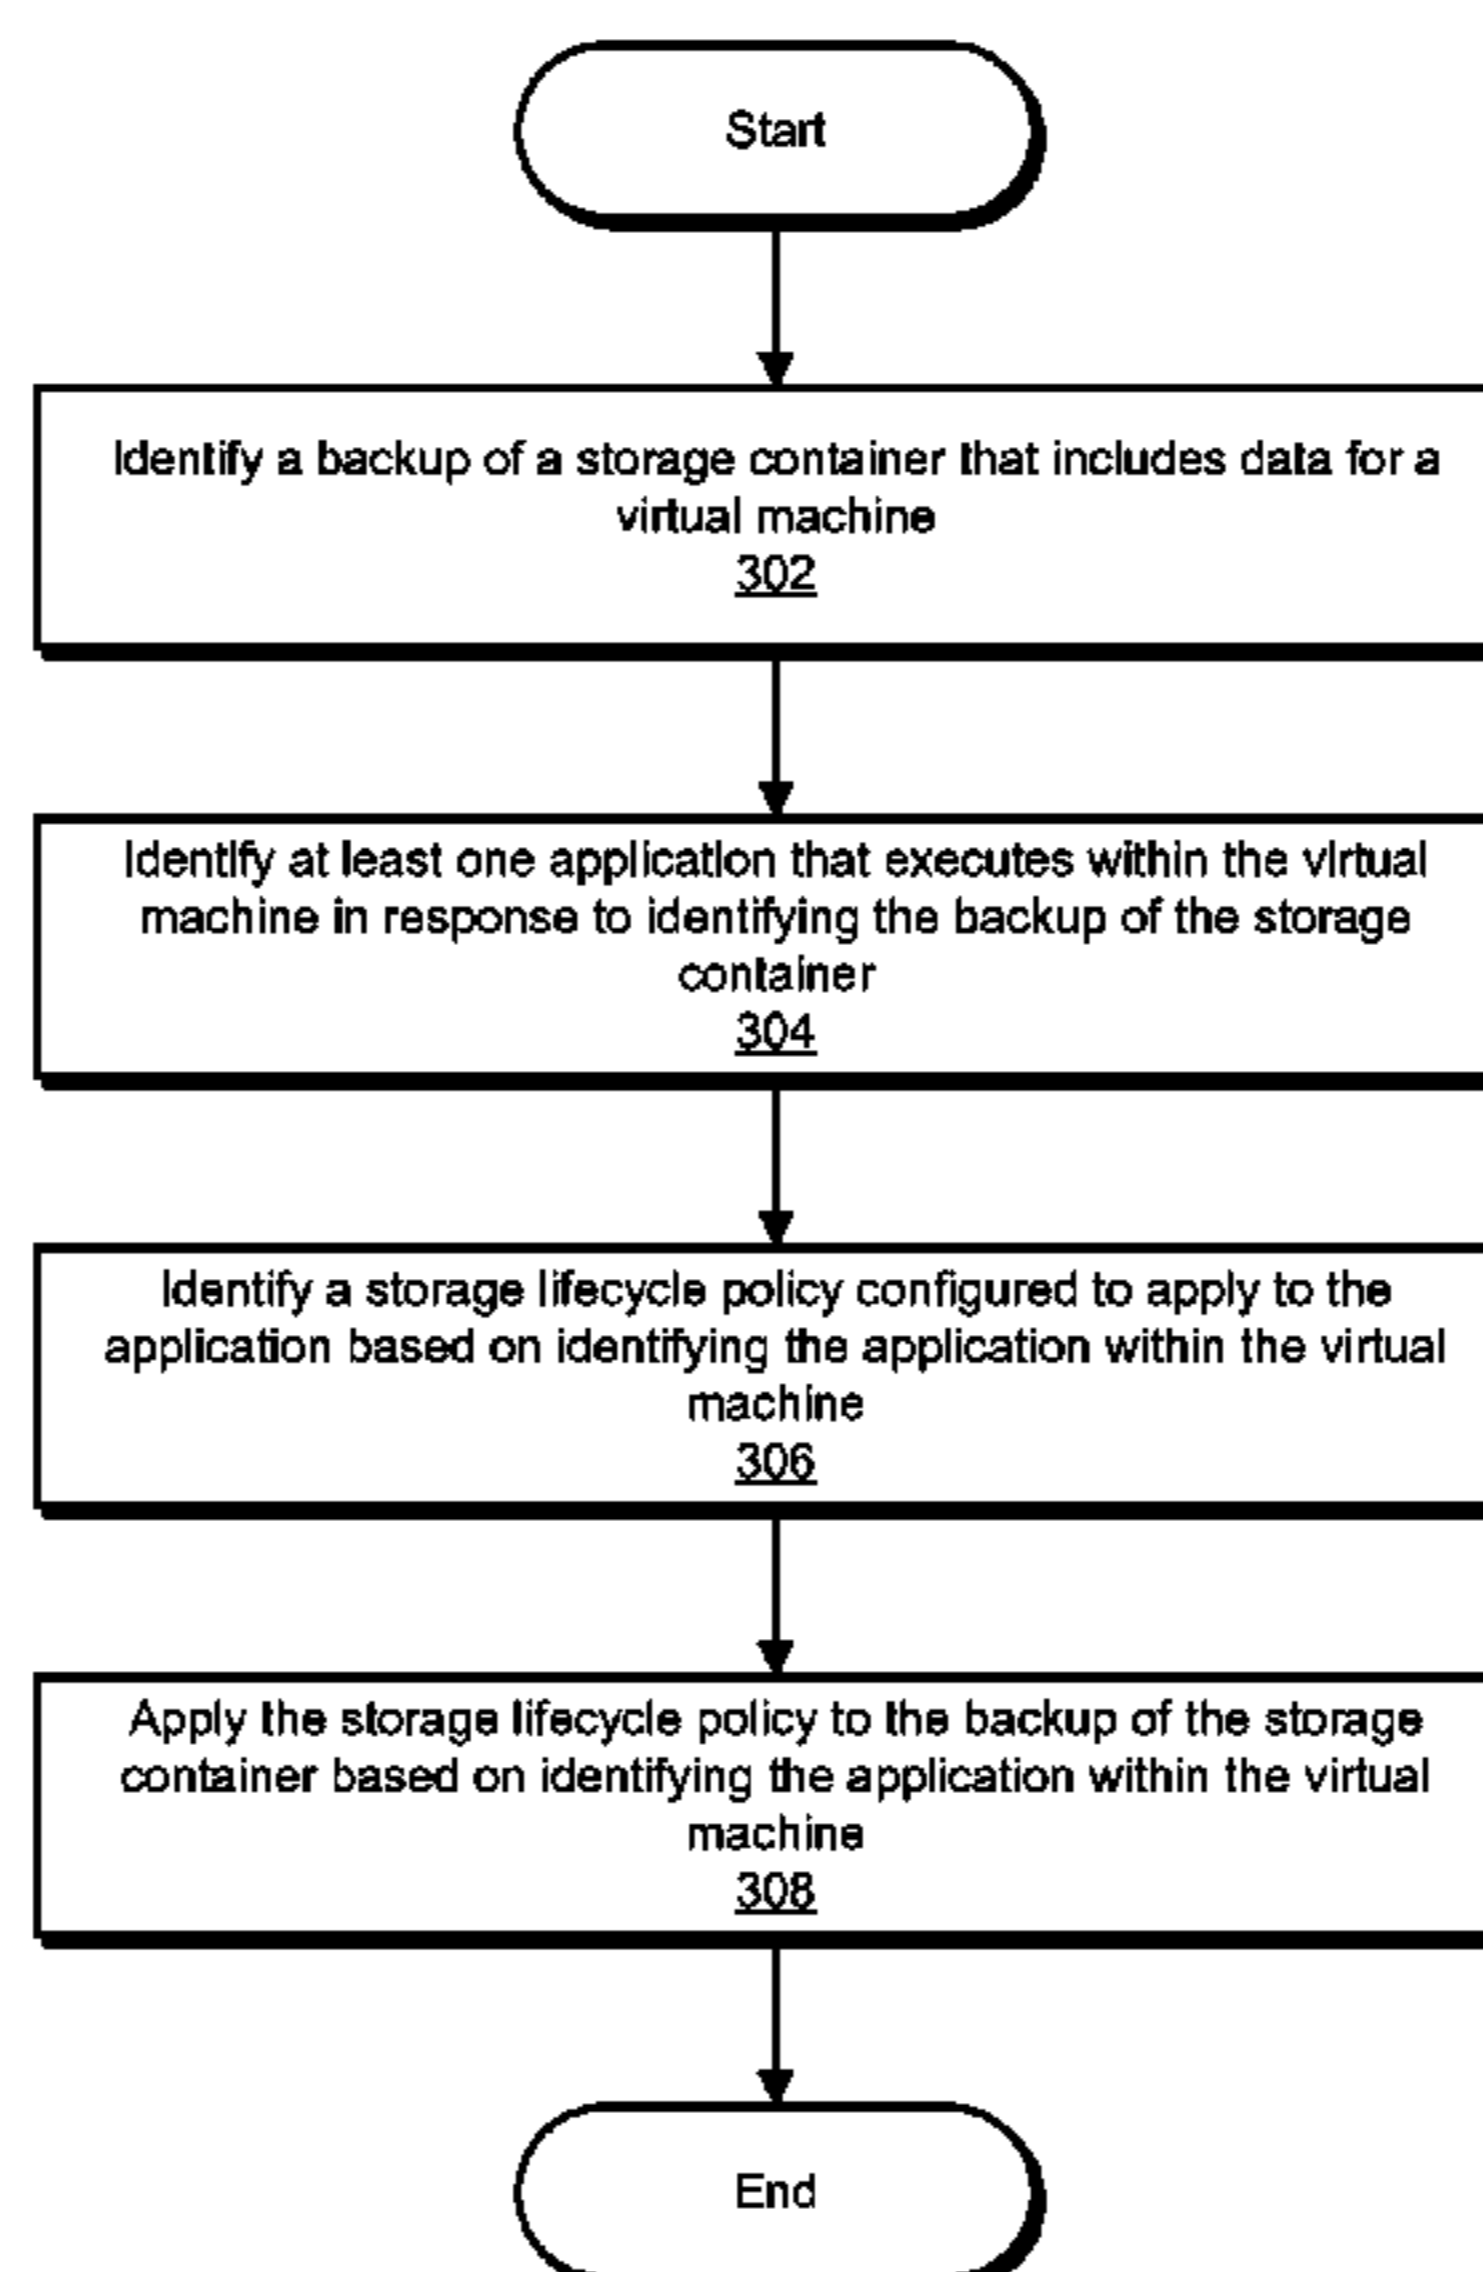 Start
Identify a backup of a storage container that includes data for a
virtual machine
302
Identify at least one application that executes within the virtual
machine in response to identifying the backup of the storage
container
304
Identify a storage lifecycle policy configured to apply to the
application based on identifying the application within the virtual
machine
306
Apply the storage lifecycle policy to the backup of the storage
container based on identifying the application within the virtual
machine
308
End